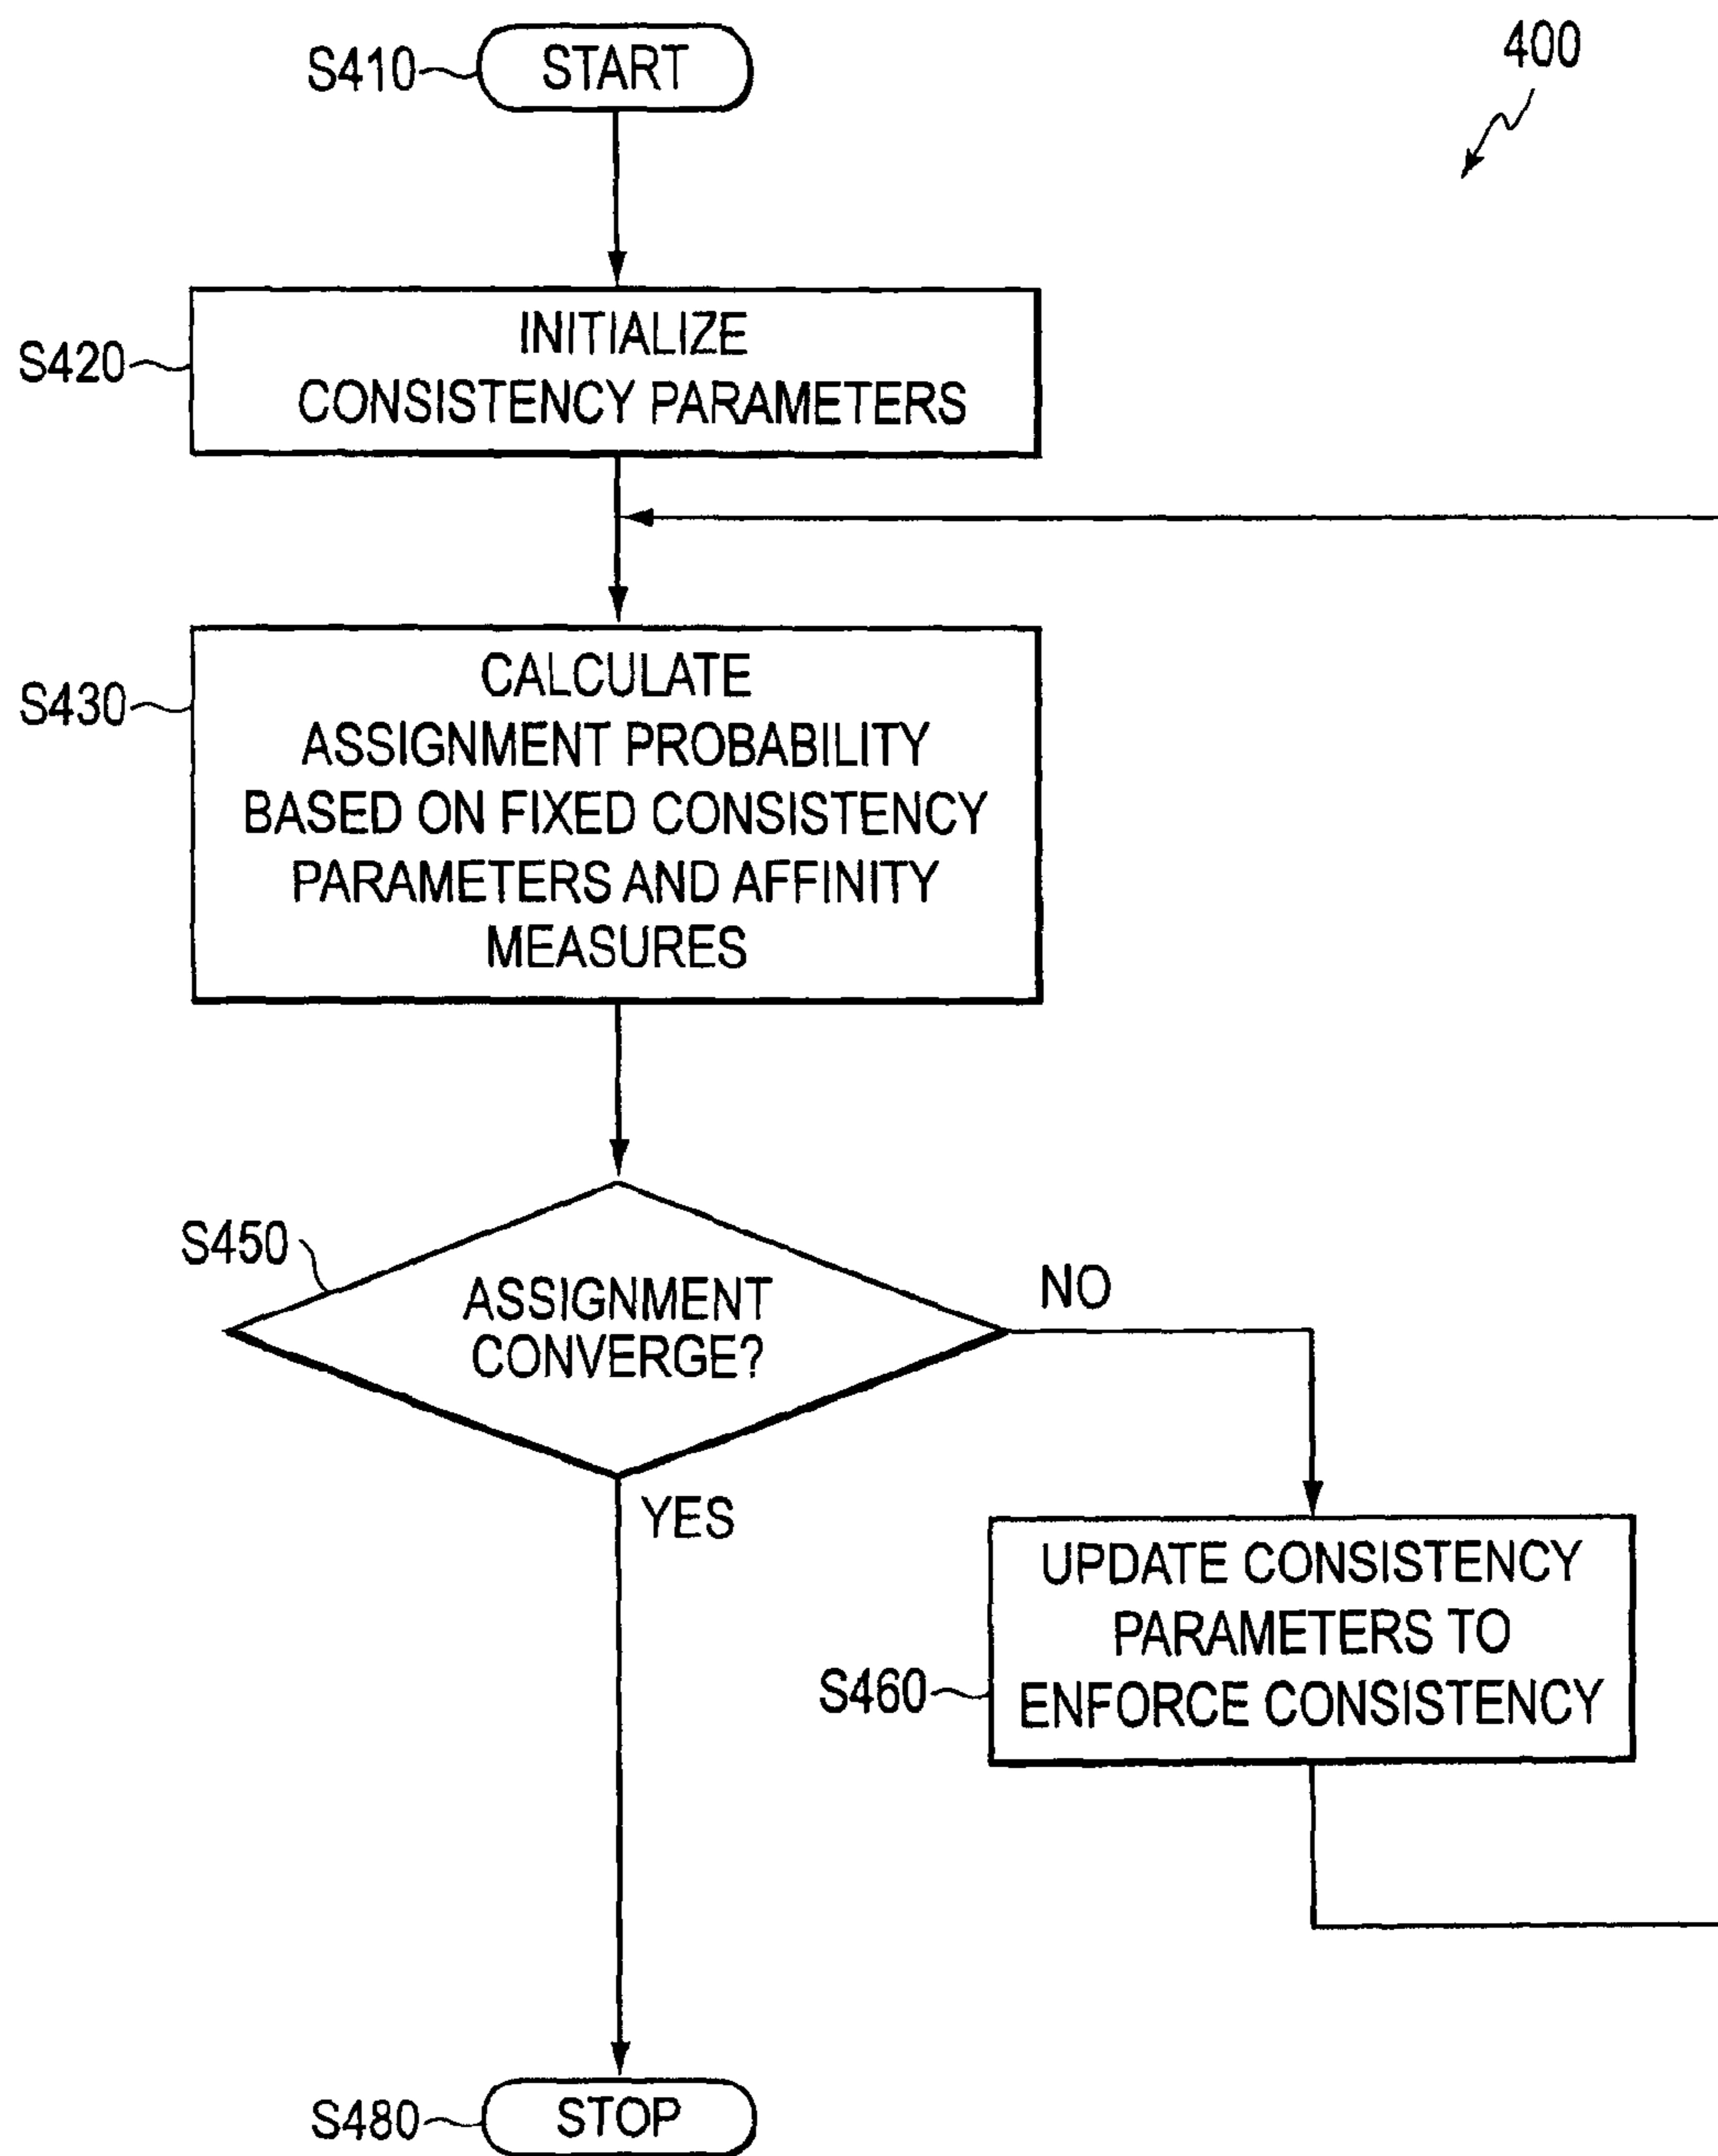 400
S410
START
S420
INITIALIZE
CONSISTENCY PARAMETERS
S430
CALCULATE
ASSIGNMENT PROBABILITY
BASED ON FIXED CONSISTENCY
PARAMETERS AND AFFINITY
MEASURES
S450
ASSIGNMENT
CONVERGE?
NO
YES
UPDATE CONSISTENCY
PARAMETERS TO
ENFORCE CONSISTENCY
S460
S480
STOP